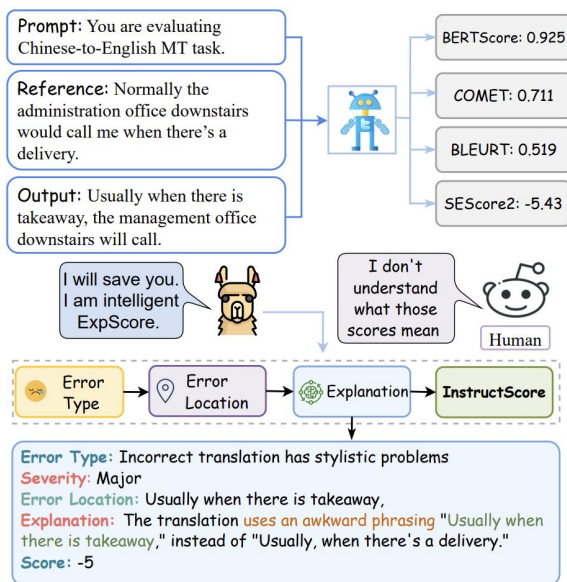 Prompt: You are evaluating
Chinese-to-English MT task.
Reference: Normally the
administration office downstairs
would call me when there's a
delivery.
Output: Usually when there is
takeaway, the management office
downstairs will call.
BERTScore: 0.925
COMET: 0.711
BLEURT: 0.519
SEScore2: -5.43
I will save you.
I am intelligent
ExpScore.
I don't
understand
what those
scores mean
Human
Error
Type
Error
Location
Explanation
InstructScore
Error Type: Incorrect translation has stylistic problems
Severity: Major
Error Location: Usually when there is takeaway,
Explanation: The translation uses an awkward phrasing "Usually when
there is takeaway," instead of "Usually, when there's a delivery."
Score: -5